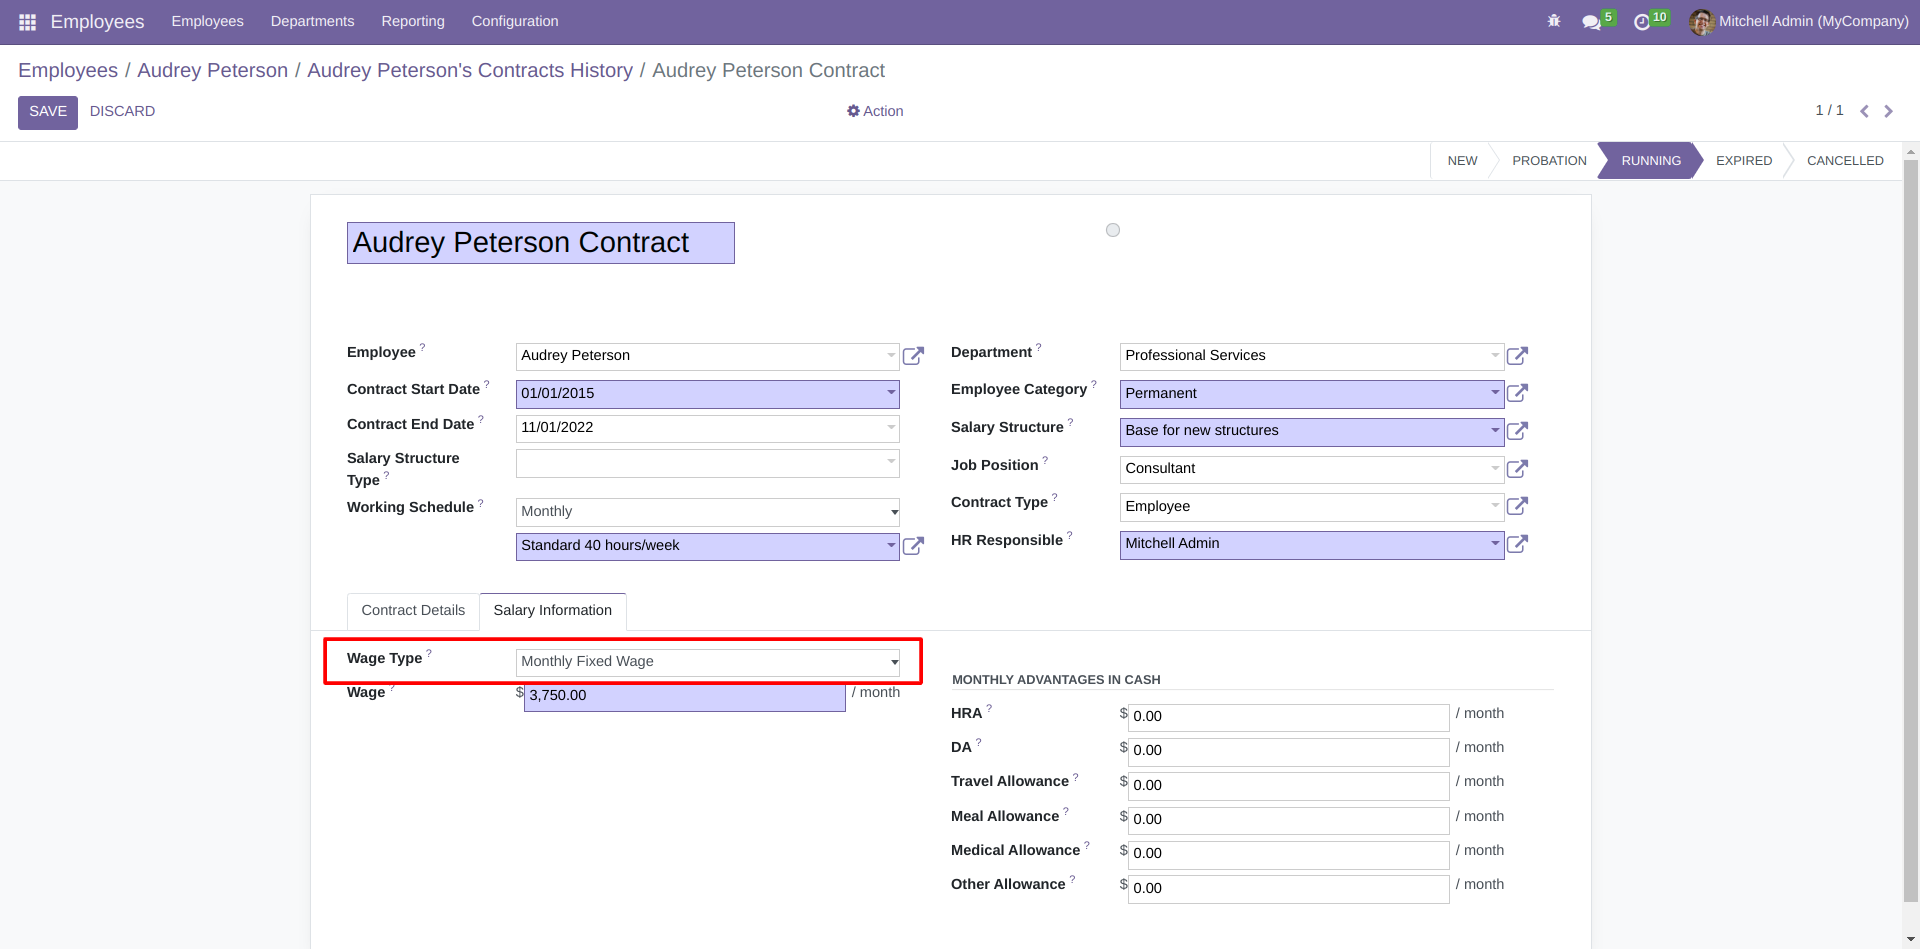 Employees Employees Departments Reporting Configuration 5 10 Mitchell Admin (MyCompany)
Employees / Audrey Peterson / Audrey Peterson's Contracts History / Audrey Peterson Contract
SAVE DISCARD Action 1 / 1
NEW PROBATION RUNNING EXPIRED CANCELLED
Audrey Peterson Contract
Employee ? Audrey Peterson
Contract Start Date ? 01/01/2015
Contract End Date ? 11/01/2022
Salary Structure
Type ?
Working Schedule ? Monthly
Standard 40 hours/week
Department ? Professional Services
Employee Category ? Permanent
Salary Structure ? Base for new structures
Job Position ? Consultant
Contract Type ? Employee
HR Responsible ? Mitchell Admin
Contract Details Salary Information
Wage Type ? Monthly Fixed Wage
Wage ? $ 3,750.00 / month
MONTHLY ADVANTAGES IN CASH
HRA ? $ 0.00 / month
DA ? $ 0.00 / month
Travel Allowance ? $ 0.00 / month
Meal Allowance ? $ 0.00 / month
Medical Allowance ? $ 0.00 / month
Other Allowance ? $ 0.00 / month